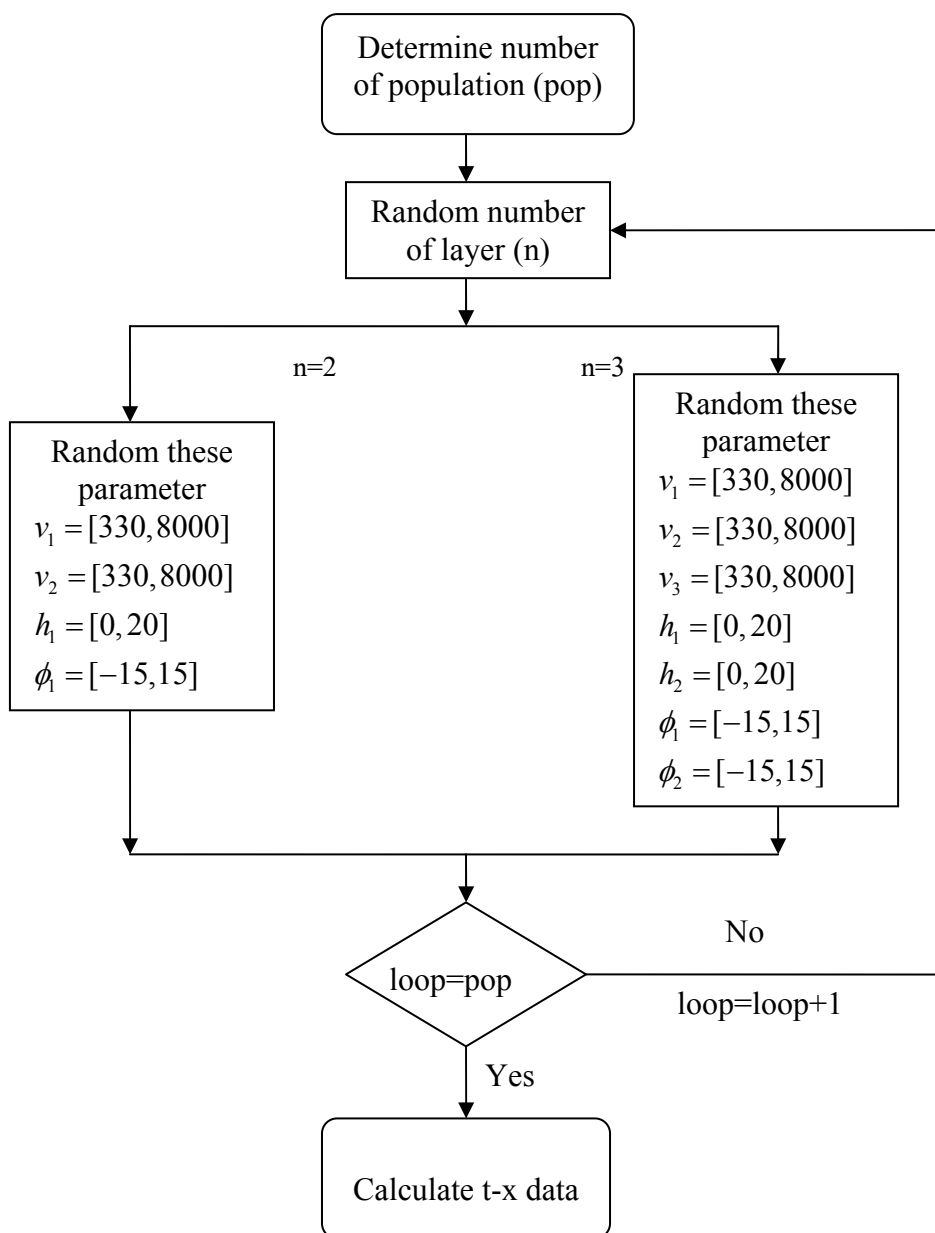 Determine number
of population (pop)
Random number
of layer (n)
n=2
n=3
Random these
parameter
v₁ = [330,8000]
v₂ = [330,8000]
h₁ = [0,20]
ϕ₁ = [−15,15]
Random these
parameter
v₁ = [330,8000]
v₂ = [330,8000]
v₃ = [330,8000]
h₁ = [0,20]
h₂ = [0,20]
ϕ₁ = [−15,15]
ϕ₂ = [−15,15]
loop=pop
No
loop=loop+1
Yes
Calculate t-x data